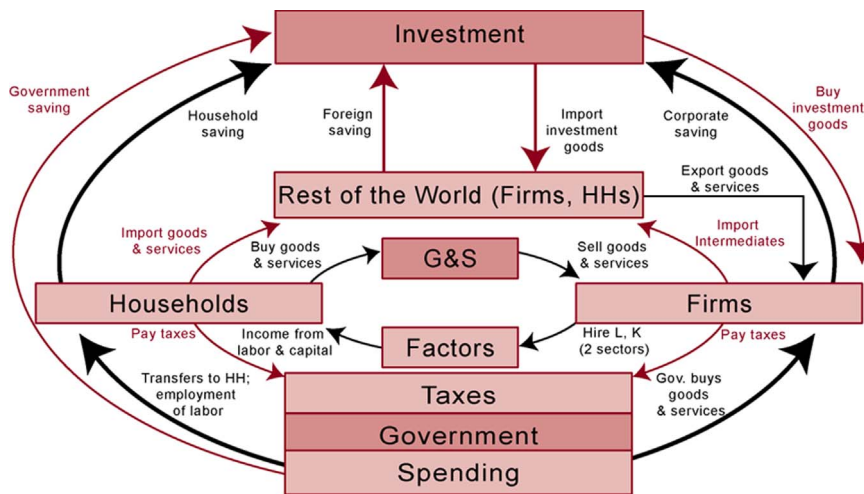 Investment
Government
saving
Household
saving
Foreign
saving
Import
investment
goods
Corporate
saving
Buy
investment
goods
Export goods
& services
Rest of the World (Firms, HHs)
Import goods
& services
Buy goods
& services
G&S
Sell goods
& services
Import
Intermediates
Households
Firms
Pay taxes
Income from
labor & capital
Factors
Hire L, K
(2 sectors)
Pay taxes
Transfers to HH;
employment
of labor
Taxes
Gov. buys
goods
& services
Government
Spending